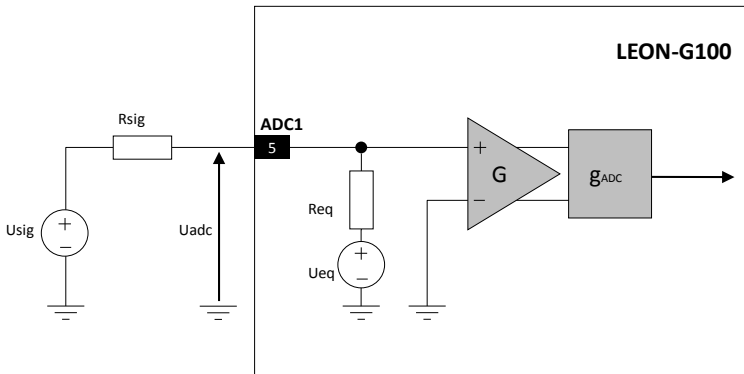 LEON-G100
Rsig
ADC1
5
+
−
G
gADC
Usig
+
−
Uadc
Req
Ueq
+
−